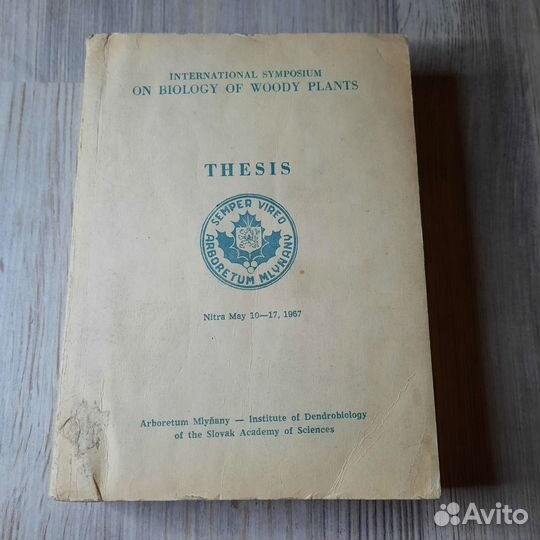 INTERNATIONAL SYMPOSIUM
ON BIOLOGY OF WOODY PLANTS
THESIS
SEMPER VIREO
ARBORETUM MLYŇANY
Nitra May 10—17, 1967
Arboretum Mlyňany — Institute of Dendrobiology
of the Slovak Academy of Sciences
Avito